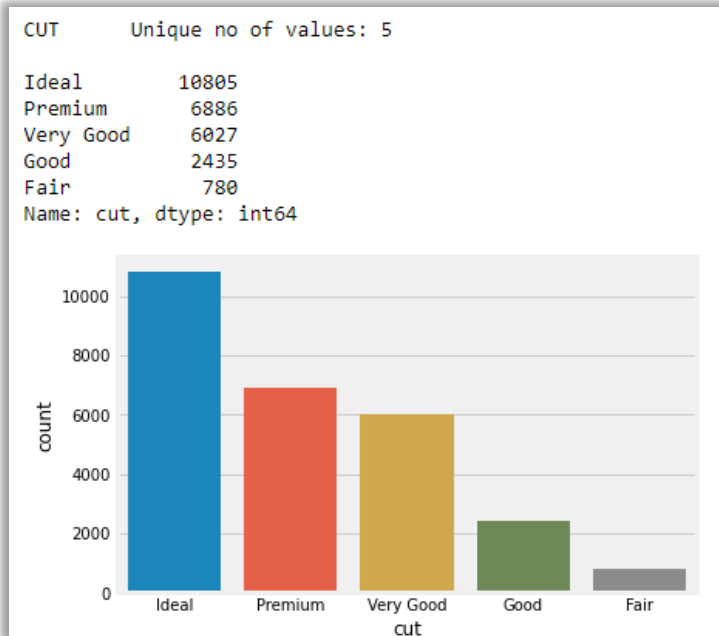 CUT Unique no of values: 5
Ideal 10805
Premium 6886
Very Good 6027
Good 2435
Fair 780
Name: cut, dtype: int64
10000
8000
6000
4000
2000
0
count
Ideal Premium Very Good Good Fair
cut